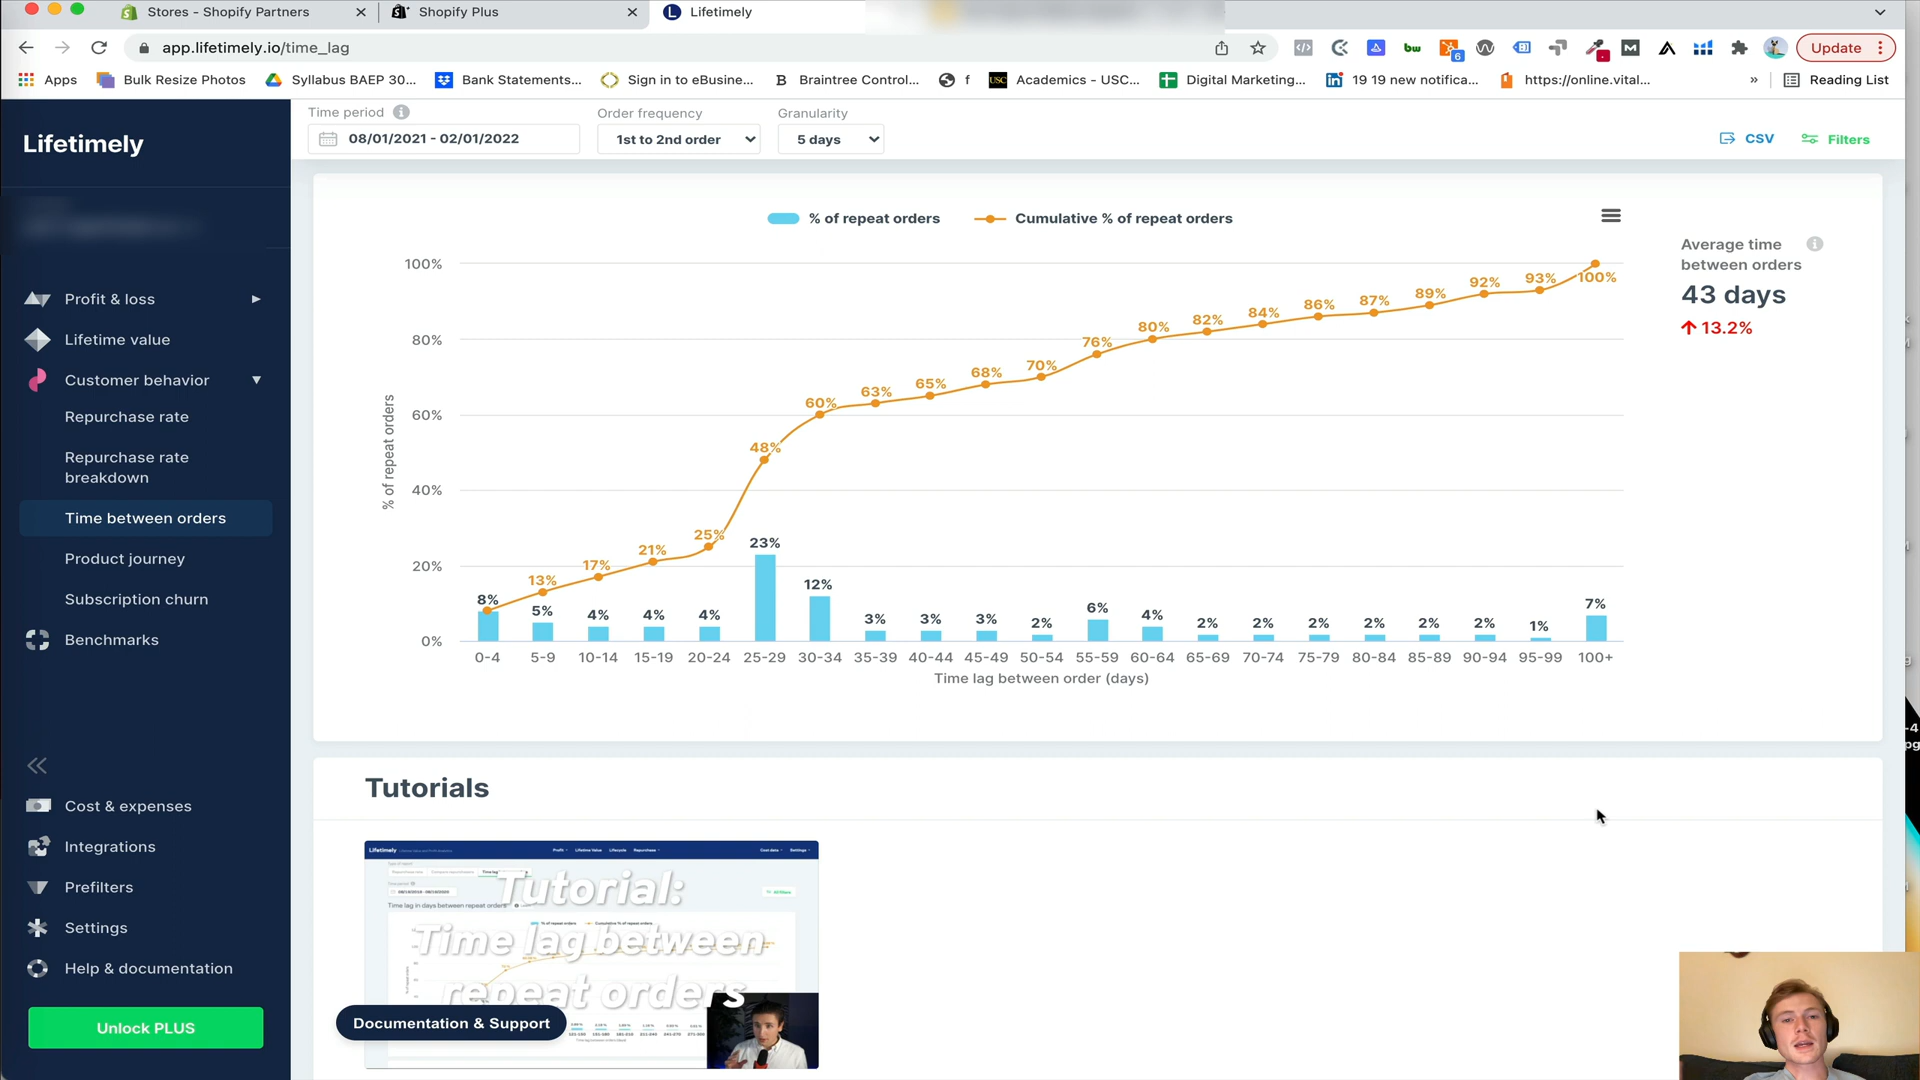 Stores - Shopify Partners
Shopify Plus
Lifetimely
app.lifetimely.io/time_lag
Update
Apps
Bulk Resize Photos
Syllabus BAEP 30...
Bank Statements...
Sign in to eBusine...
Braintree Control...
f
Academics - USC...
Digital Marketing...
19 19 new notifica...
https://online.vital...
»
Reading List
Lifetimely
Profit & loss
Lifetime value
Customer behavior
Repurchase rate
Repurchase rate
breakdown
Time between orders
Product journey
Subscription churn
Benchmarks
Cost & expenses
Integrations
Prefilters
Settings
Help & documentation
Unlock PLUS
Time period
08/01/2021 - 02/01/2022
Order frequency
1st to 2nd order
Granularity
5 days
CSV
Filters
% of repeat orders
Cumulative % of repeat orders
Average time
between orders
43 days
13.2%
% of repeat orders
100%
80%
60%
40%
20%
0%
8% 13% 17% 21% 25% 48% 60% 63% 65% 68% 70% 76% 80% 82% 84% 86% 87% 89% 92% 93% 100%
5% 4% 4% 4% 23% 12% 3% 3% 3% 2% 6% 4% 2% 2% 2% 2% 2% 2% 1% 7%
0-4 5-9 10-14 15-19 20-24 25-29 30-34 35-39 40-44 45-49 50-54 55-59 60-64 65-69 70-74 75-79 80-84 85-89 90-94 95-99 100+
Time lag between order (days)
Tutorials
Lifetimely
Tutorial:
Time lag in days between repeat orders
Time lag between
repeat orders
Documentation & Support